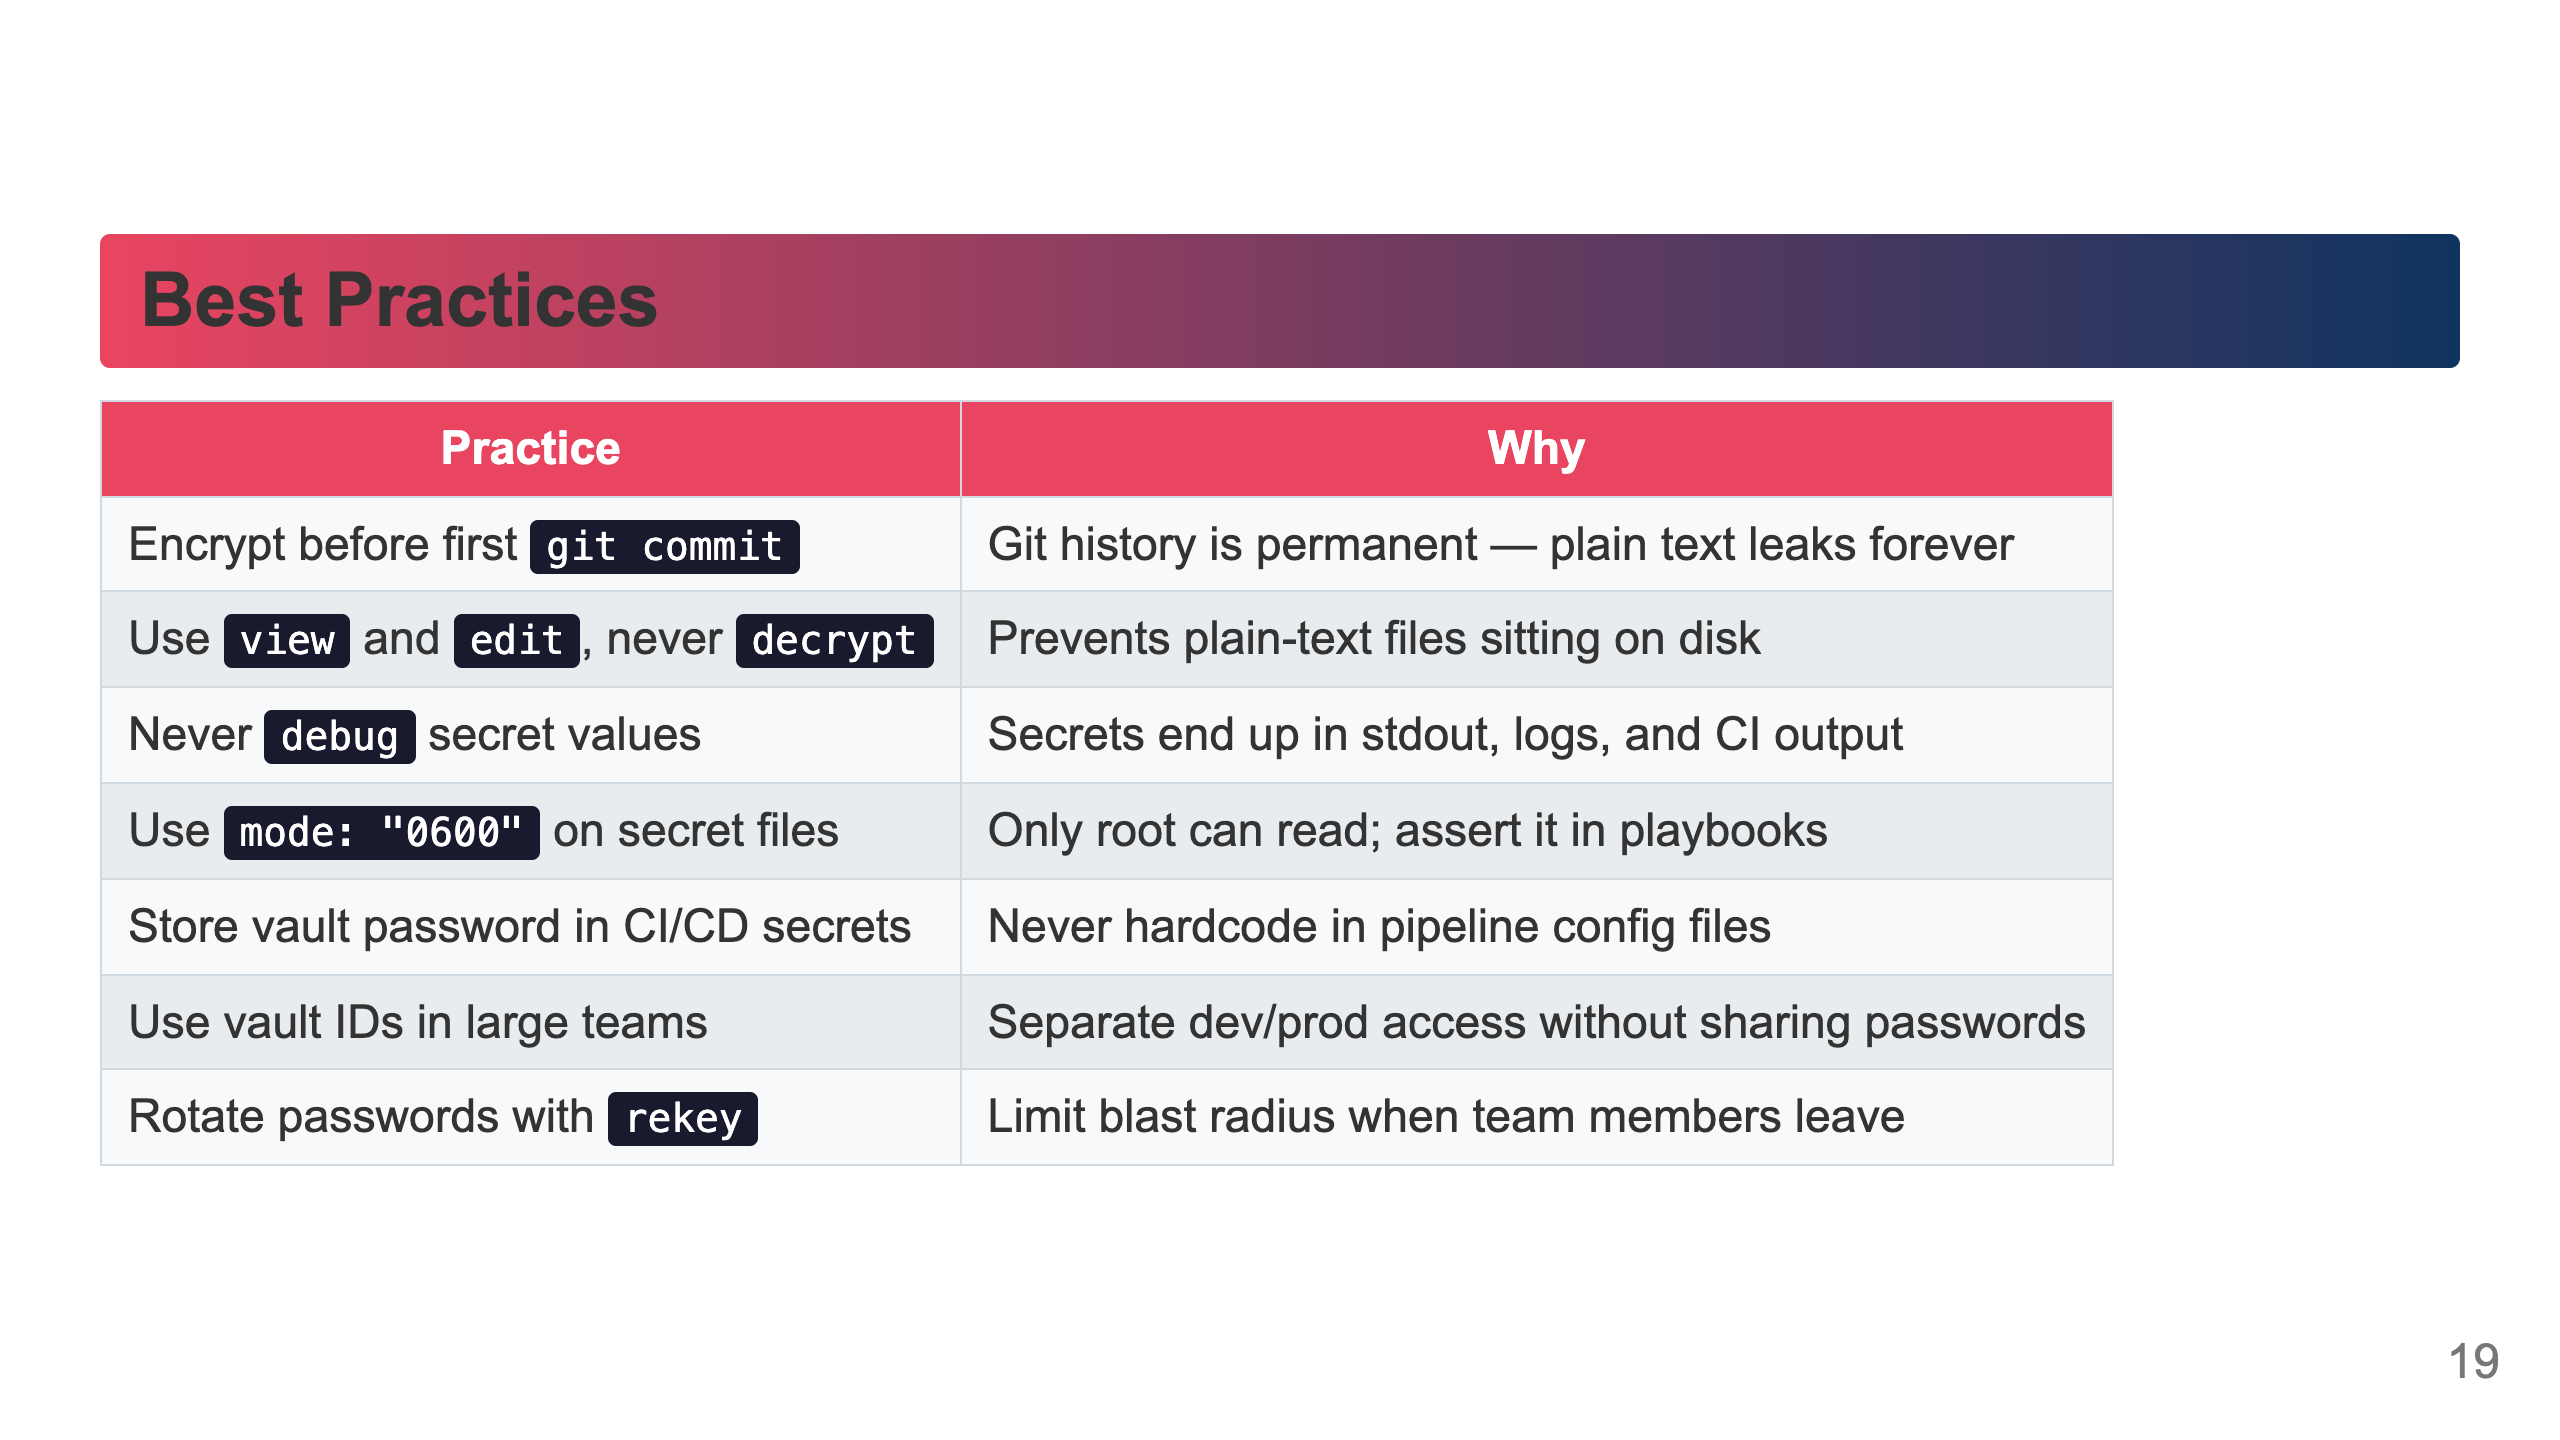 Best Practices
Practice Why
Encrypt before first git commit Git history is permanent — plain text leaks forever
Use view and edit, never decrypt Prevents plain-text files sitting on disk
Never debug secret values Secrets end up in stdout, logs, and CI output
Use mode: "0600" on secret files Only root can read; assert it in playbooks
Store vault password in CI/CD secrets Never hardcode in pipeline config files
Use vault IDs in large teams Separate dev/prod access without sharing passwords
Rotate passwords with rekey Limit blast radius when team members leave
19